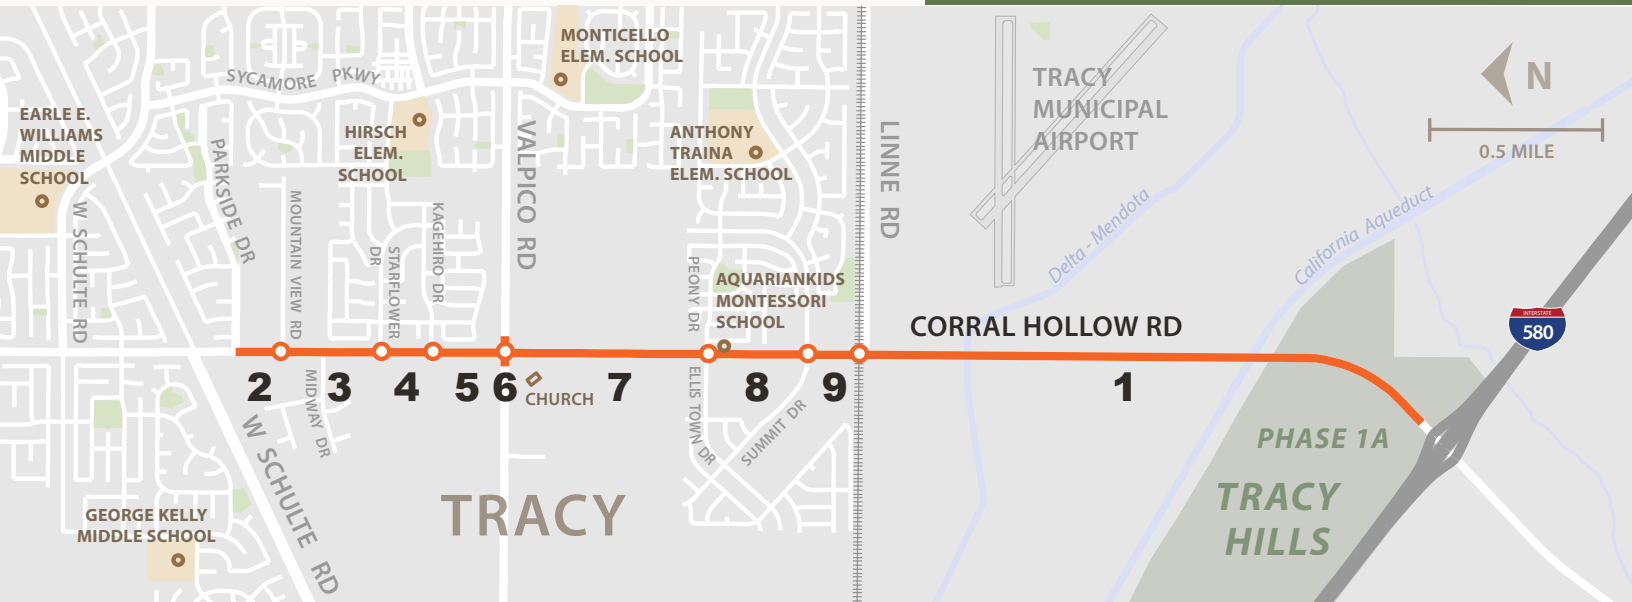 MONTICELLO
ELEM. SCHOOL
SYCAMORE PKWY
EARLE E.
WILLIAMS
MIDDLE
SCHOOL
HIRSCH
ELEM.
SCHOOL
ANTHONY
TRAINA
ELEM. SCHOOL
TRACY
MUNICIPAL
AIRPORT
N
0.5 MILE
PARKSIDE DR
VALPICO RD
LINNE RD
W SCHULTE RD
MOUNTAIN VIEW RD
STARFLOWER
DR
KAGEHIRO DR
PEONY DR
AQUARIANKIDS
MONTESSORI
SCHOOL
Delta - Mendota
California Aqueduct
CORRAL HOLLOW RD
INTERSTATE
580
2
3
4
5
6
7
8
9
1
CHURCH
MIDWAY DR
ELLIS TOWN DR
SUMMIT DR
W SCHULTE RD
PHASE 1A
TRACY
HILLS
TRACY
GEORGE KELLY
MIDDLE SCHOOL